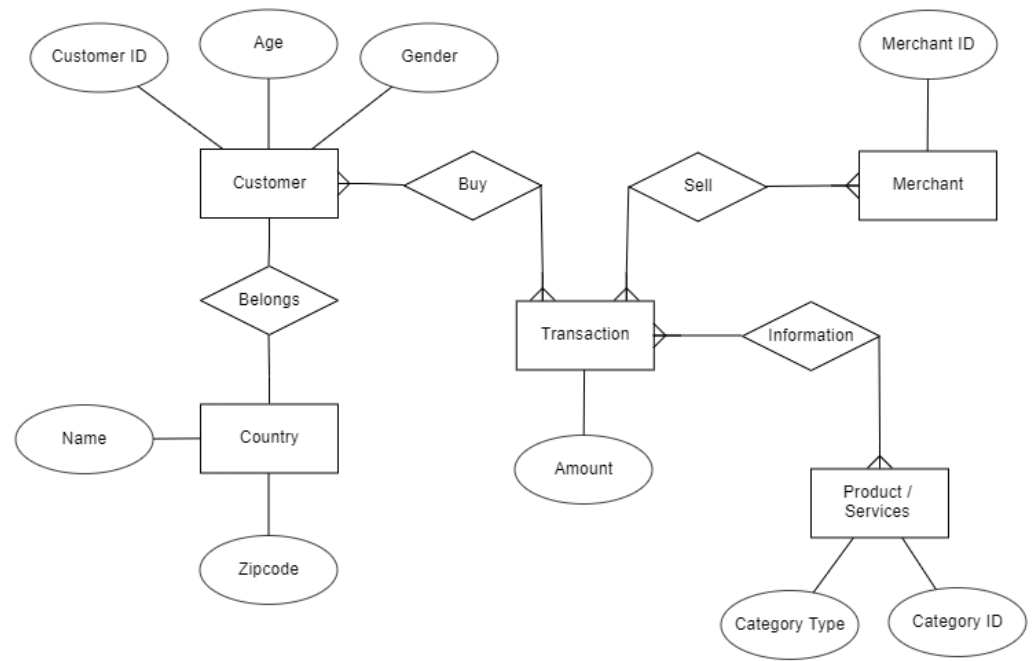 Customer ID
Age
Gender
Merchant ID
Customer
Buy
Sell
Merchant
Belongs
Transaction
Information
Name
Country
Amount
Product /
Services
Zipcode
Category Type
Category ID